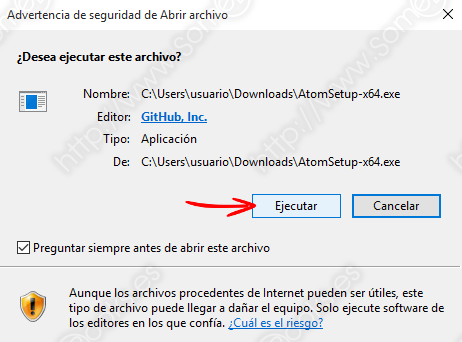 Advertencia de seguridad de Abrir archivo
¿Desea ejecutar este archivo?
Nombre: C:\Users\usuario\Downloads\AtomSetup-x64.exe
Editor: GitHub, Inc.
Tipo: Aplicación
De: C:\Users\usuario\Downloads\AtomSetup-x64.exe
Ejecutar Cancelar
Preguntar siempre antes de abrir este archivo
Aunque los archivos procedentes de Internet pueden ser útiles, este
tipo de archivo puede llegar a dañar el equipo. Solo ejecute software de
los editores en los que confía. ¿Cuál es el riesgo?